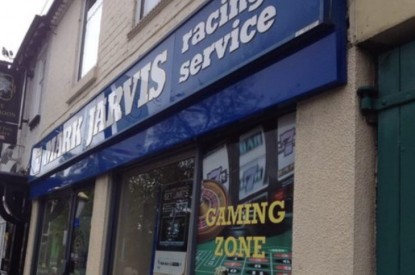 MARK JARVIS
racing
service
GAMING
ZONE